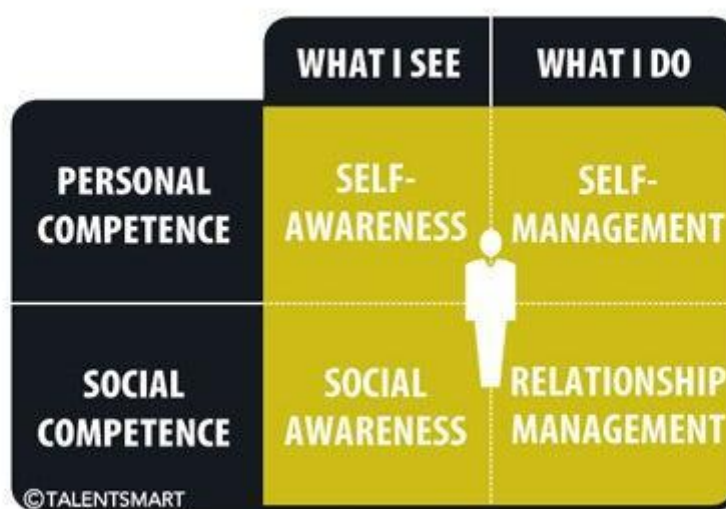 WHAT I SEE
WHAT I DO
PERSONAL
COMPETENCE
SELF-
AWARENESS
SELF-
MANAGEMENT
SOCIAL
COMPETENCE
SOCIAL
AWARENESS
RELATIONSHIP
MANAGEMENT
©TALENTSMART